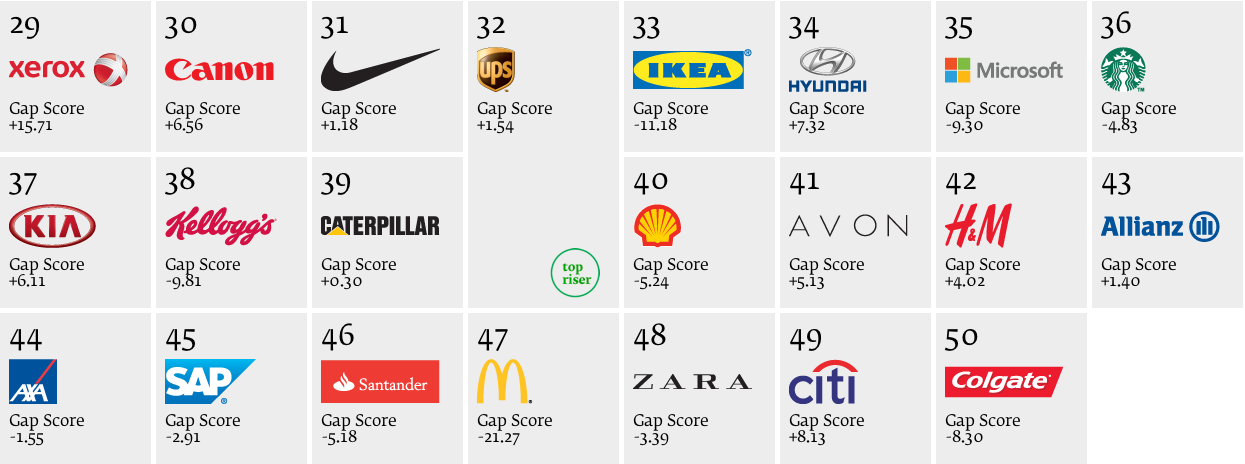 29
xerox
Gap Score
+15.71
30
Canon
Gap Score
+6.56
31
Gap Score
+1.18
32
ups
Gap Score
+1.54
top
riser
33
IKEA®
Gap Score
-11.18
34
HYUNDAI
Gap Score
+7.32
35
Microsoft
Gap Score
-9.30
36
TM
Gap Score
-4.83
37
KIA
Gap Score
+6.11
38
Kellogg's
Gap Score
-9.81
39
CATERPILLAR
Gap Score
+0.30
40
Gap Score
-5.24
41
AVON
Gap Score
+5.13
42
H&M
Gap Score
+4.02
43
Allianz
Gap Score
+1.40
44
AXA
Gap Score
-1.55
45
SAP®
Gap Score
-2.91
46
Santander
Gap Score
-5.18
47
Gap Score
-21.27
48
ZARA
Gap Score
-3.39
49
citi
Gap Score
+8.13
50
Colgate
Gap Score
-8.30